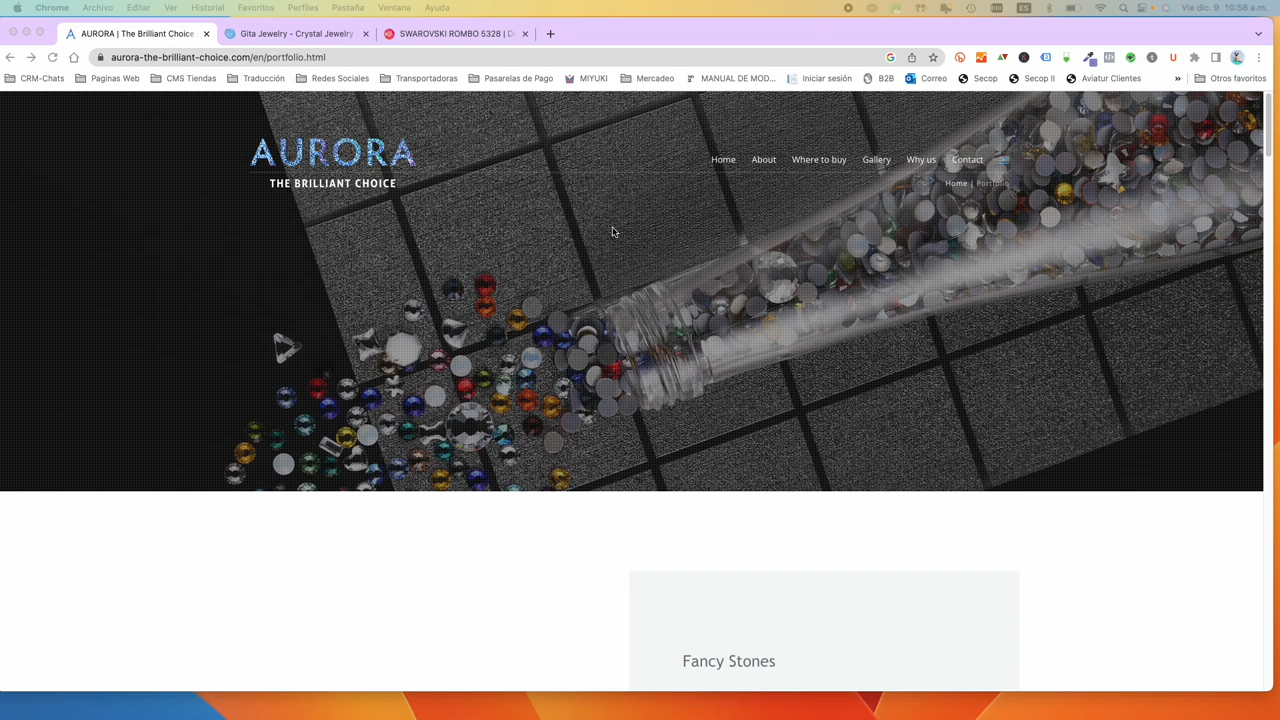 Chrome Archivo Editar Ver Historial Favoritos Perfiles Pestaña Ventana Ayuda ES Vie dic. 9 10:58 a.m.
AURORA | The Brilliant Choice Gita Jewelry - Crystal Jewelry SWAROVSKI ROMBO 5328 | Di
aurora-the-brilliant-choice.com/en/portfolio.html
CRM-Chats Paginas Web CMS Tiendas Traducción Redes Sociales Transportadoras Pasarelas de Pago MIYUKI Mercadeo MANUAL DE MOD... Iniciar sesión B2B Correo Secop Secop II Aviatur Clientes » Otros favoritos
AURORA
THE BRILLIANT CHOICE
Home About Where to buy Gallery Why us Contact
Home | Portfolio
Fancy Stones